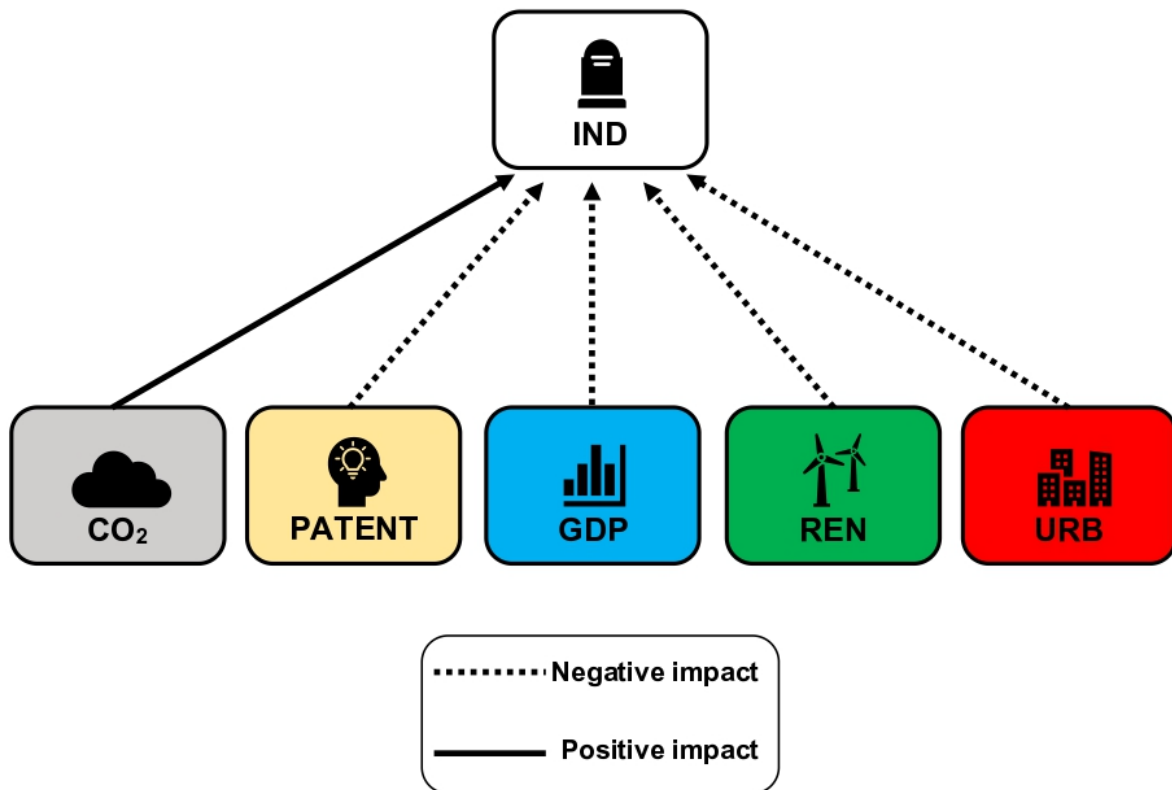 IND
CO₂
PATENT
GDP
REN
URB
Negative impact
Positive impact